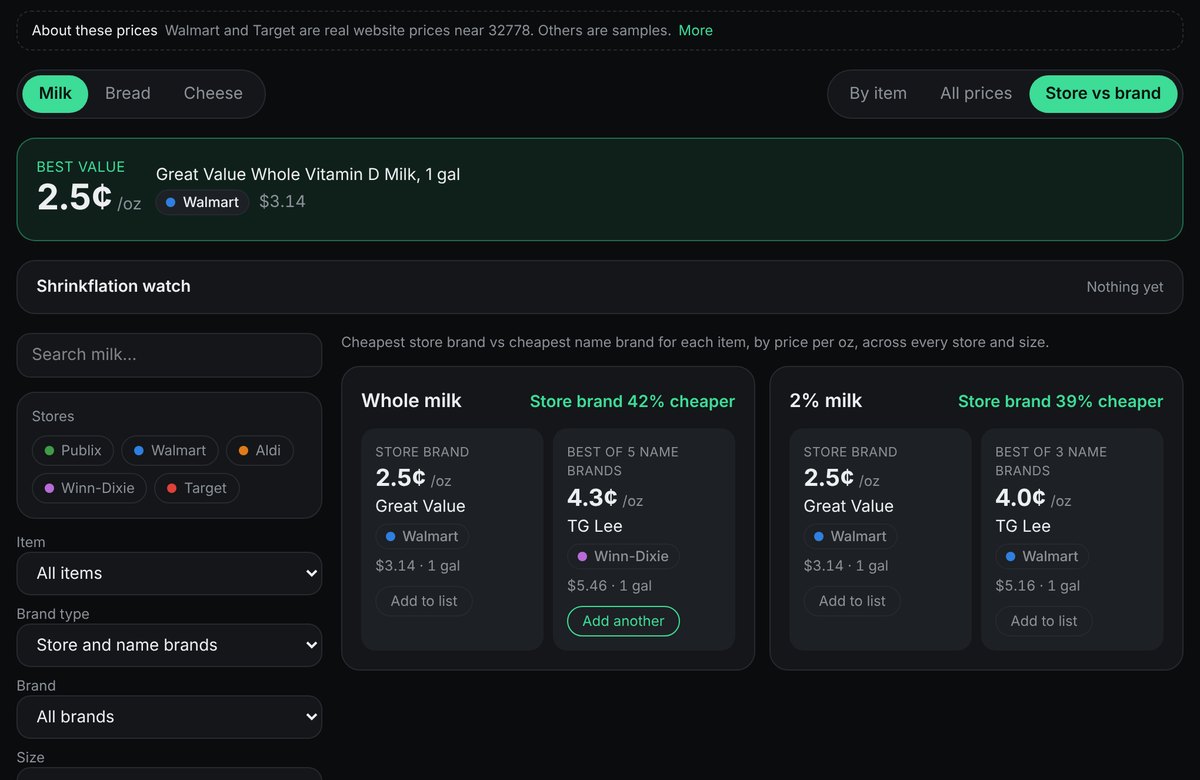 About these prices Walmart and Target are real website prices near 32778. Others are samples. More
Milk Bread Cheese
By item All prices Store vs brand
BEST VALUE
2.5¢ /oz
Great Value Whole Vitamin D Milk, 1 gal
Walmart $3.14
Shrinkflation watch
Nothing yet
Search milk...
Stores
Publix Walmart Aldi
Winn-Dixie Target
Item
All items
Brand type
Store and name brands
Brand
All brands
Size
Cheapest store brand vs cheapest name brand for each item, by price per oz, across every store and size.
Whole milk
Store brand 42% cheaper
STORE BRAND
2.5¢ /oz
Great Value
Walmart
$3.14 · 1 gal
Add to list
BEST OF 5 NAME
BRANDS
4.3¢ /oz
TG Lee
Winn-Dixie
$5.46 · 1 gal
Add another
2% milk
Store brand 39% cheaper
STORE BRAND
2.5¢ /oz
Great Value
Walmart
$3.14 · 1 gal
Add to list
BEST OF 3 NAME
BRANDS
4.0¢ /oz
TG Lee
Walmart
$5.16 · 1 gal
Add to list